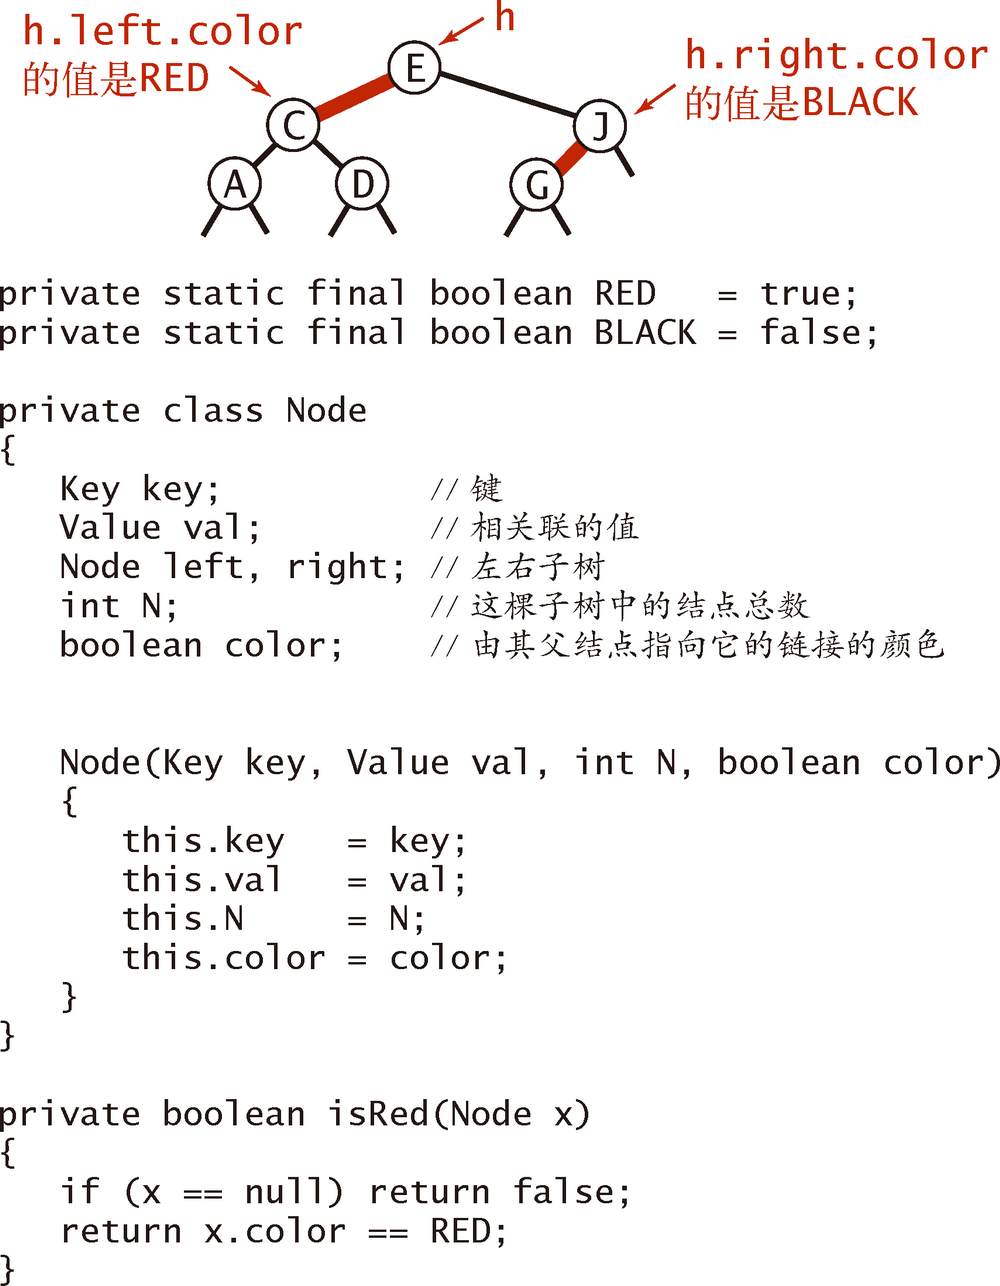 h.left.color
的值是RED
h
h.right.color
的值是BLACK
E
C
J
A
D
G
private static final boolean RED   = true;
private static final boolean BLACK = false;
private class Node
{
   Key key;           // 键
   Value val;         // 相关联的值
   Node left, right;  // 左右子树
   int N;             // 这棵子树中的结点总数
   boolean color;     // 由其父结点指向它的链接的颜色
   Node(Key key, Value val, int N, boolean color)
   {
      this.key   = key;
      this.val   = val;
      this.N     = N;
      this.color = color;
   }
}
private boolean isRed(Node x)
{
   if (x == null) return false;
   return x.color == RED;
}